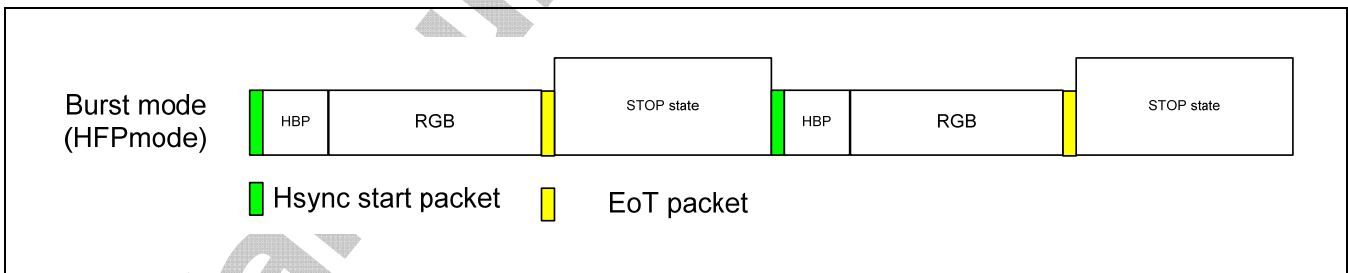 Burst mode
(HFPmode)
HBP
RGB
STOP state
HBP
RGB
STOP state
Hsync start packet
EoT packet